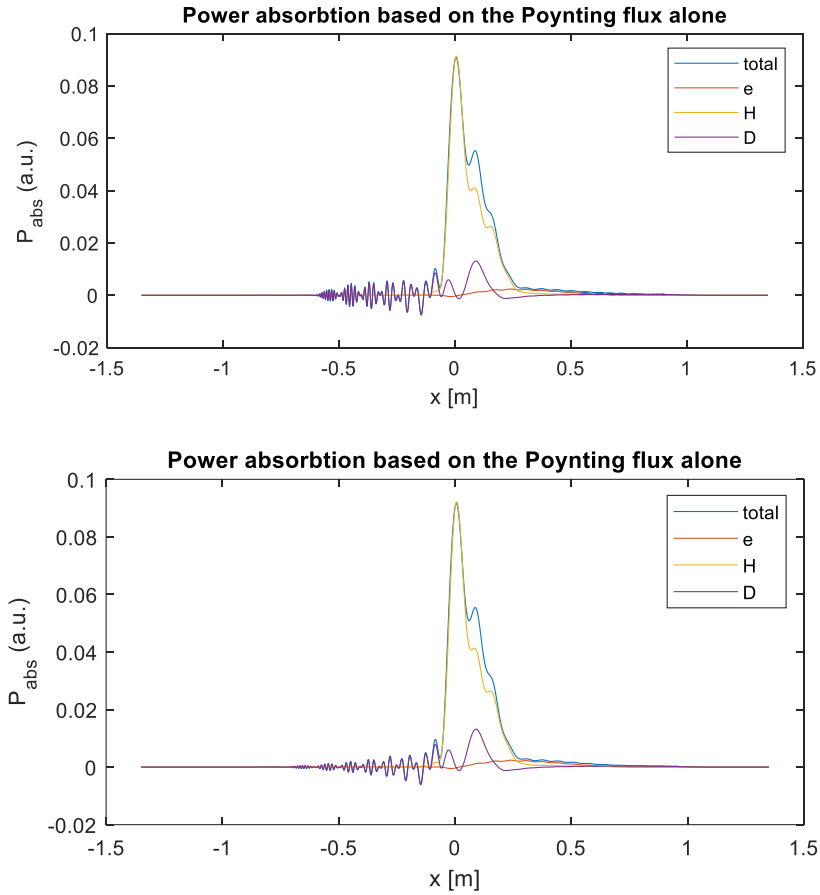 Power absorbtion based on the Poynting flux alone
0.1
0.08
0.06
0.04
0.02
0
-0.02
P_abs (a.u.)
total
e
H
D
-1.5 -1 -0.5 0 0.5 1 1.5
x [m]
Power absorbtion based on the Poynting flux alone
0.1
0.08
0.06
0.04
0.02
0
-0.02
P_abs (a.u.)
total
e
H
D
-1.5 -1 -0.5 0 0.5 1 1.5
x [m]